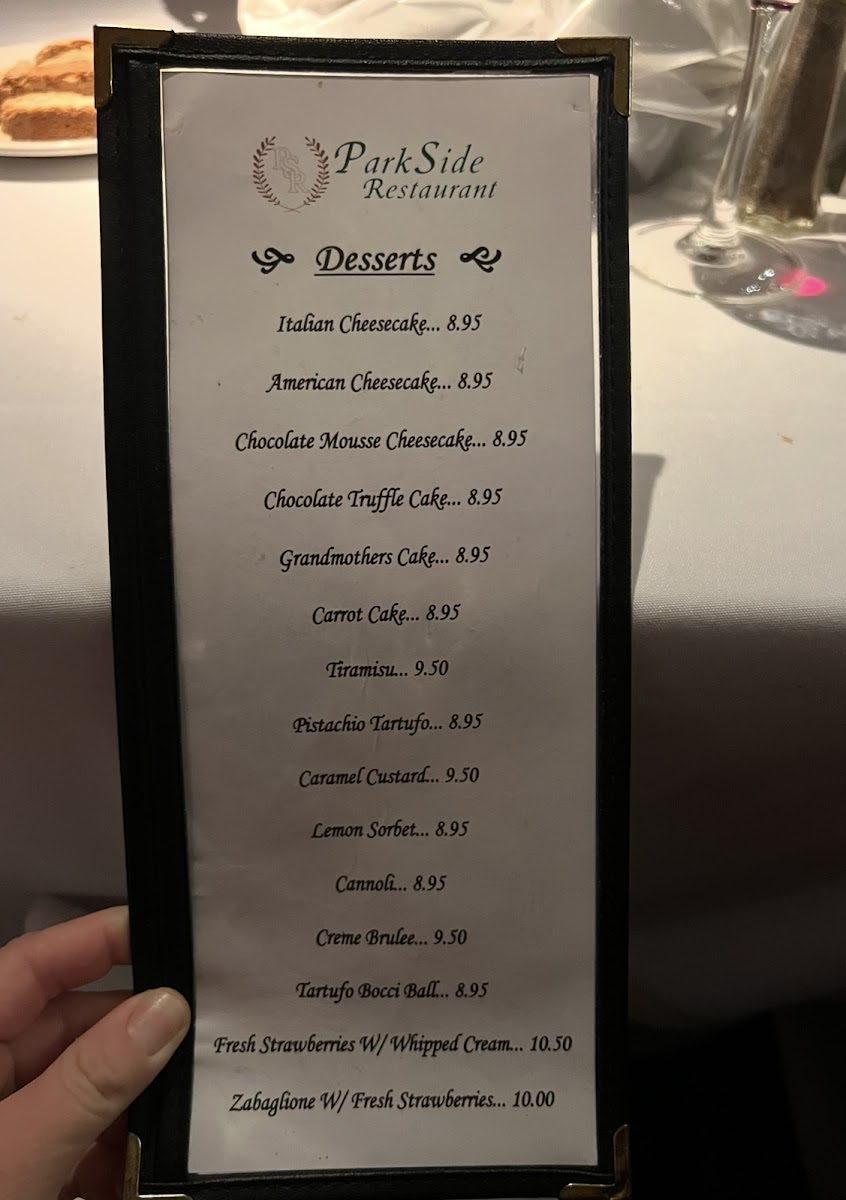 PSR
ParkSide
Restaurant
Desserts
Italian Cheesecake... 8.95
American Cheesecake... 8.95
Chocolate Mousse Cheesecake... 8.95
Chocolate Truffle Cake... 8.95
Grandmothers Cake... 8.95
Carrot Cake... 8.95
Tiramisu... 9.50
Pistachio Tartufo... 8.95
Caramel Custard... 9.50
Lemon Sorbet... 8.95
Cannoli... 8.95
Creme Brulee... 9.50
Tartufo Bocci Ball... 8.95
Fresh Strawberries W/ Whipped Cream... 10.50
Zabaglione W/ Fresh Strawberries... 10.00